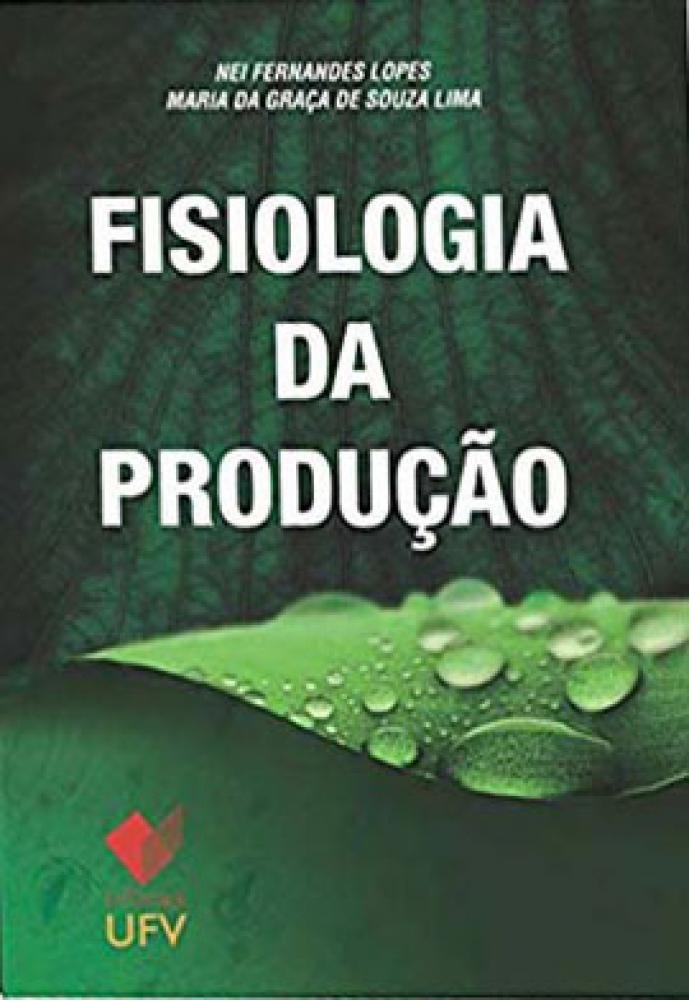 NEI FERNANDES LOPES
MARIA DA GRAÇA DE SOUZA LIMA
FISIOLOGIA
DA
PRODUÇÃO
UFV